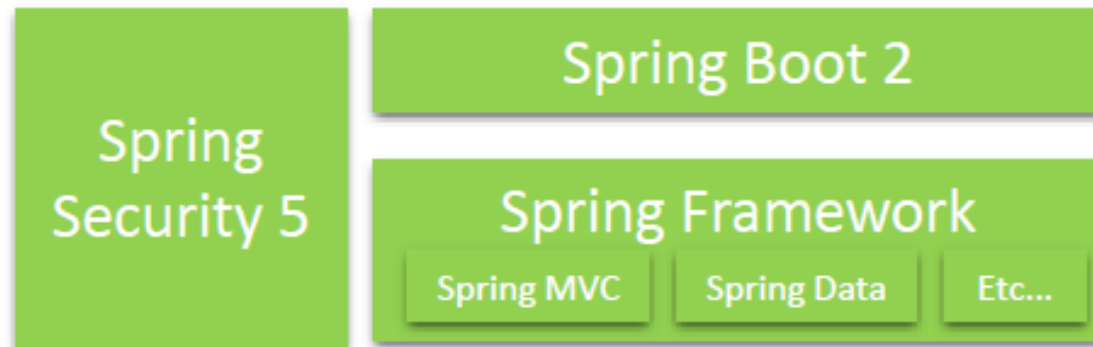 Spring
Security 5
Spring Boot 2
Spring Framework
Spring MVC
Spring Data
Etc...